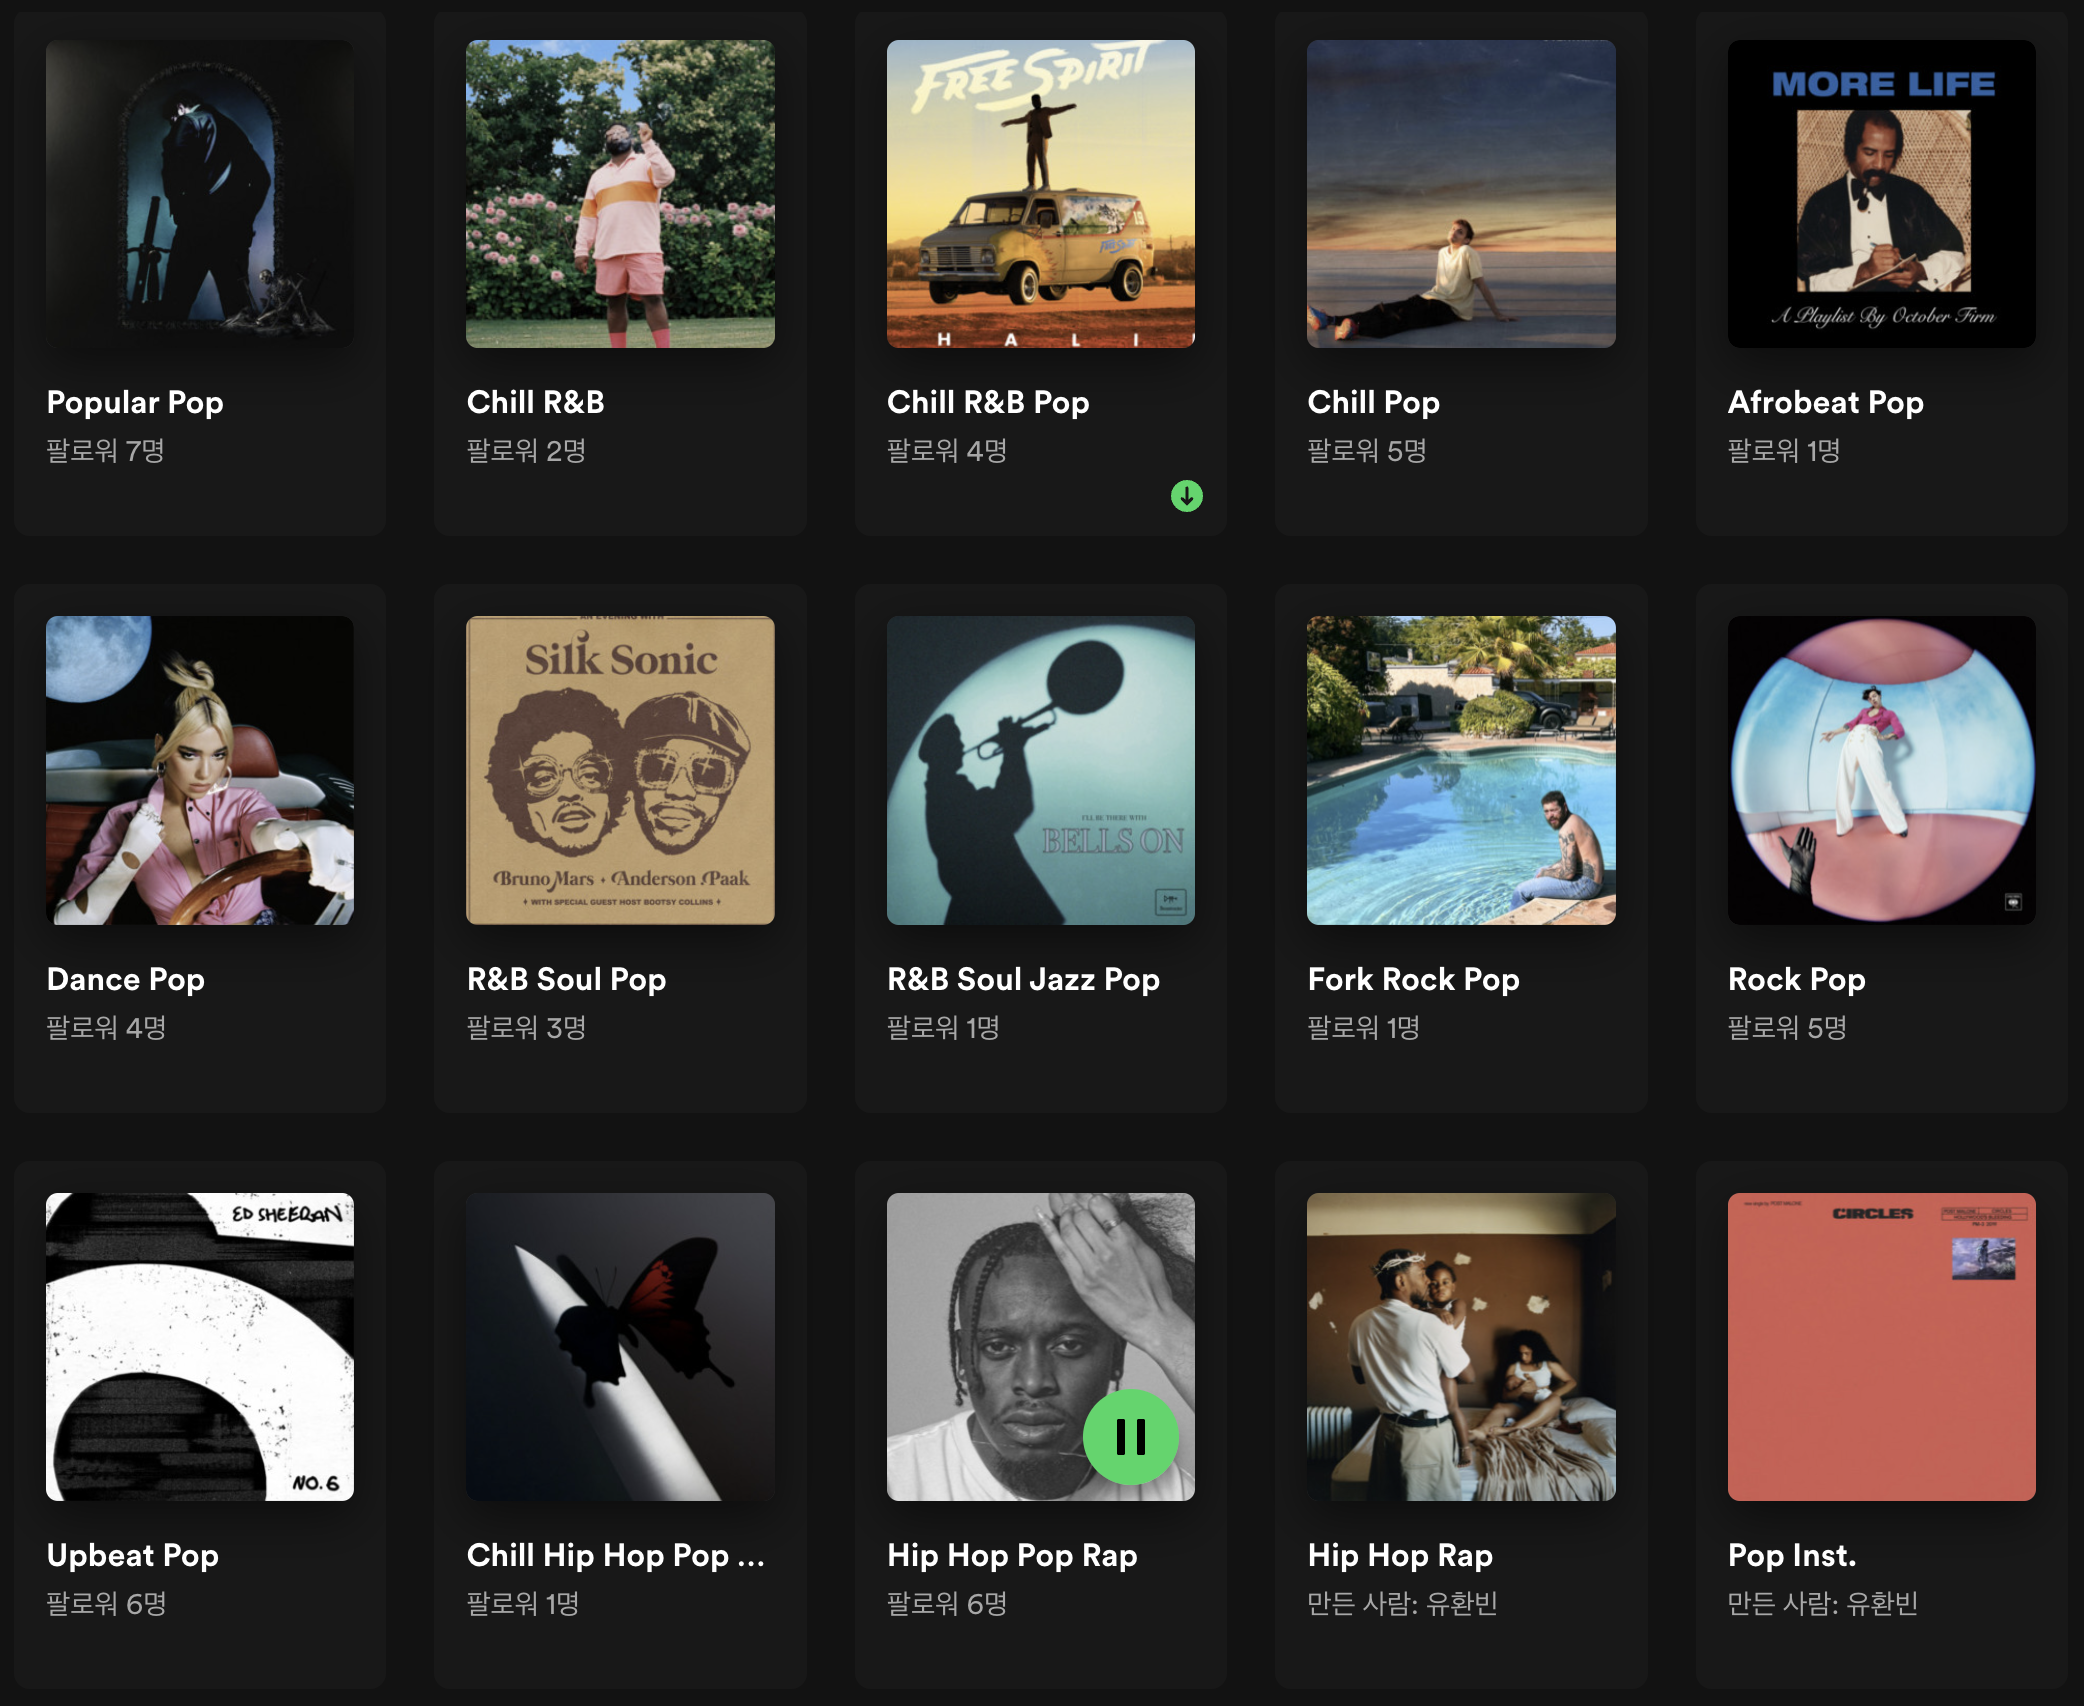 FREE SPIRIT
H A L I
MORE LIFE
A Playlist By October Firm
Popular Pop
팔로워 7명
Chill R&B
팔로워 2명
Chill R&B Pop
팔로워 4명
Chill Pop
팔로워 5명
Afrobeat Pop
팔로워 1명
AN EVENING WITH
Silk Sonic
Bruno Mars + Anderson .Paak
WITH SPECIAL GUEST HOST BOOTSY COLLINS
I'LL BE THERE WITH
BELLS ON
Dance Pop
팔로워 4명
R&B Soul Pop
팔로워 3명
R&B Soul Jazz Pop
팔로워 1명
Fork Rock Pop
팔로워 1명
Rock Pop
팔로워 5명
ED SHEERAN
NO.6
CIRCLES
Upbeat Pop
팔로워 6명
Chill Hip Hop Pop ...
팔로워 1명
Hip Hop Pop Rap
팔로워 6명
Hip Hop Rap
만든 사람: 유환빈
Pop Inst.
만든 사람: 유환빈